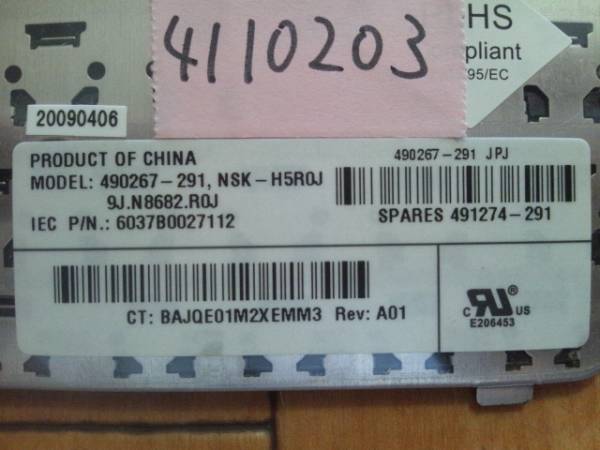 4110203
HS
pliant
95/EC
20090406
PRODUCT OF CHINA
490267-291 JPJ
MODEL: 490267-291, NSK-H5R0J
9J.N8682.R0J
SPARES 491274-291
IEC P/N.: 6037B0027112
CT: BAJQE01M2XEMM3 Rev: A01
C RU ® US
E206453